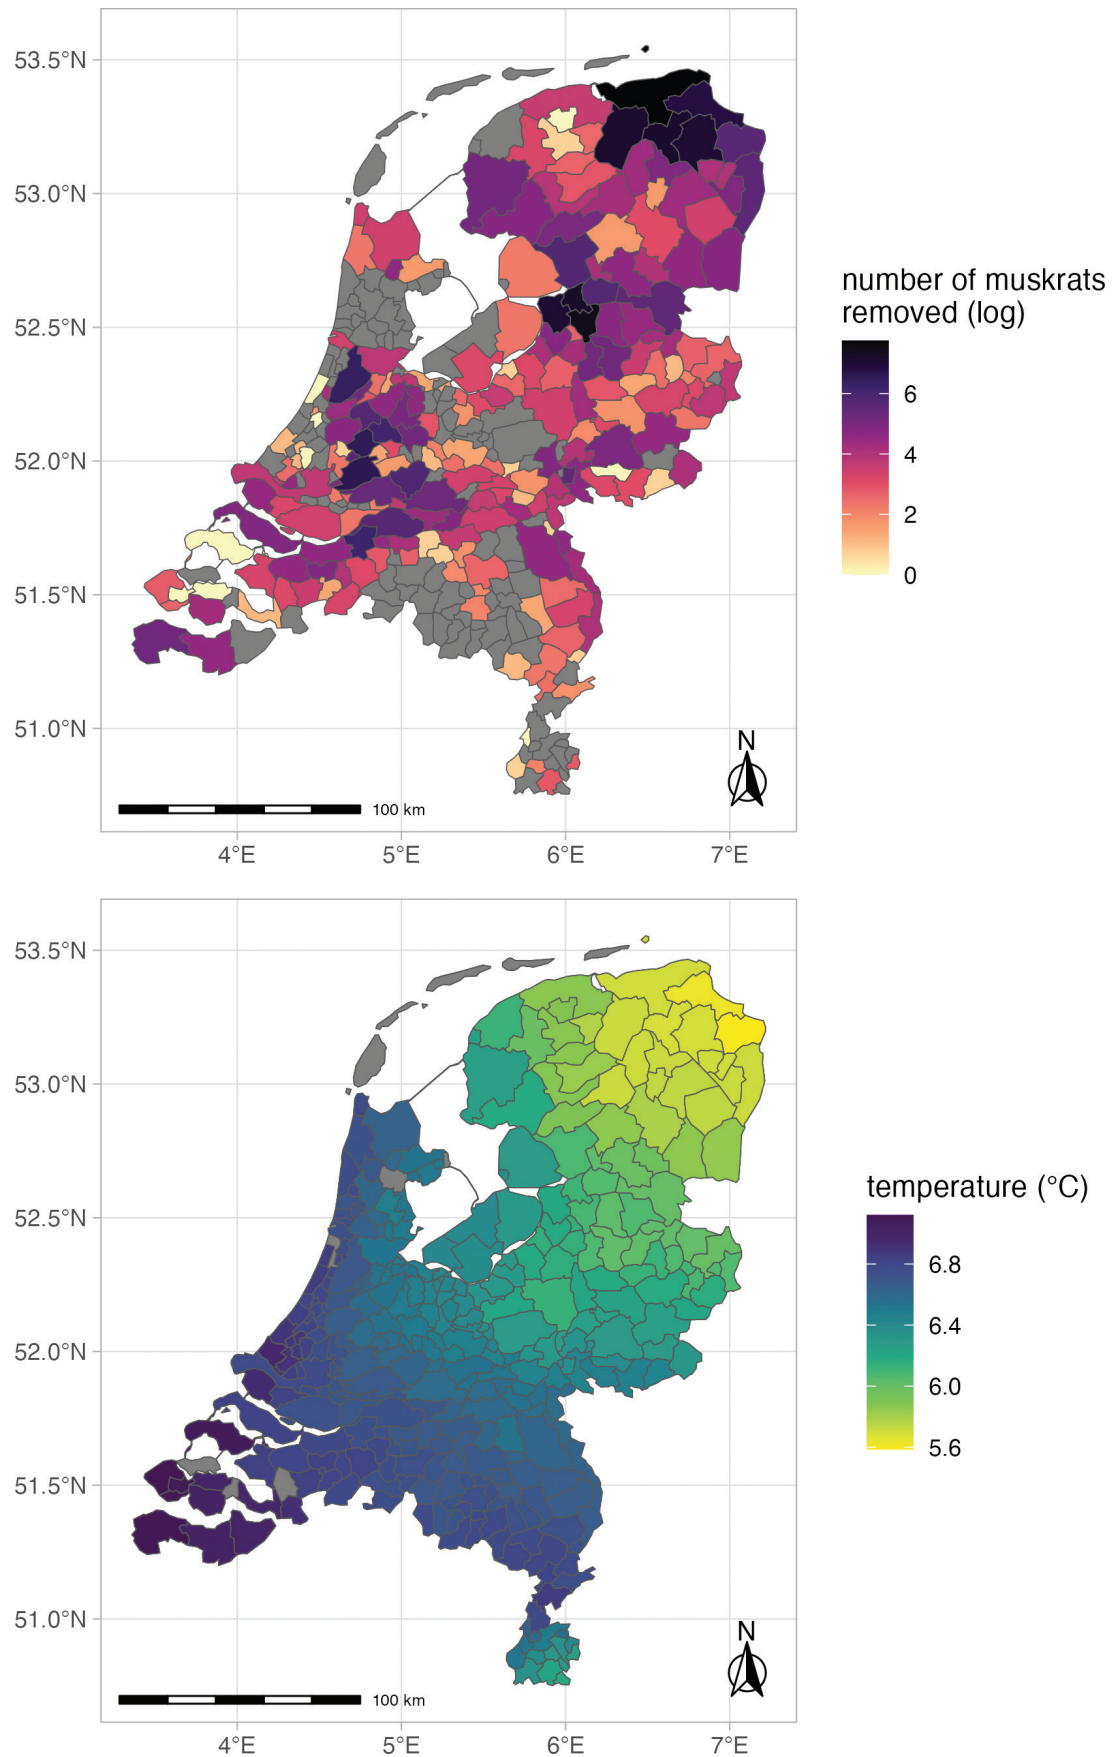 53.5°N
53.0°N
52.5°N
52.0°N
51.5°N
51.0°N
4°E 5°E 6°E 7°E
100 km
N
number of muskrats
removed (log)
6
4
2
0
53.5°N
53.0°N
52.5°N
52.0°N
51.5°N
51.0°N
4°E 5°E 6°E 7°E
100 km
N
temperature (°C)
6.8
6.4
6.0
5.6